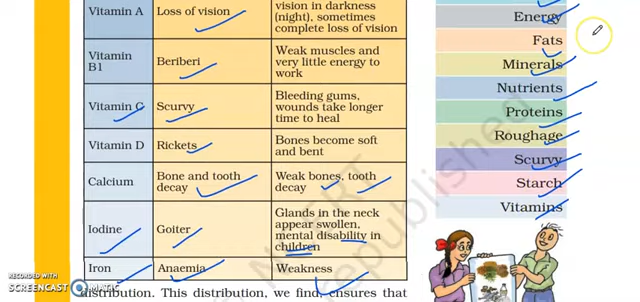 Vitamin A
Loss of vision
vision in darkness
(night), sometimes
complete loss of vision
Vitamin
B1
Beriberi
Weak muscles and
very little energy to
work
Vitamin C
Scurvy
Bleeding gums,
wounds take longer
time to heal
Vitamin D
Rickets
Bones become soft
and bent
Calcium
Bone and tooth
decay
Weak bones, tooth
decay
Iodine
Goiter
Glands in the neck
appear swollen,
mental disability in
children
Iron
Anaemia
Weakness
distribution. This distribution, we find, ensures that
Energy
Fats
Minerals
Nutrients
Proteins
Roughage
Scurvy
Starch
Vitamins
NCERT
republished
RECORDED WITH
SCREENCAST
MATIC